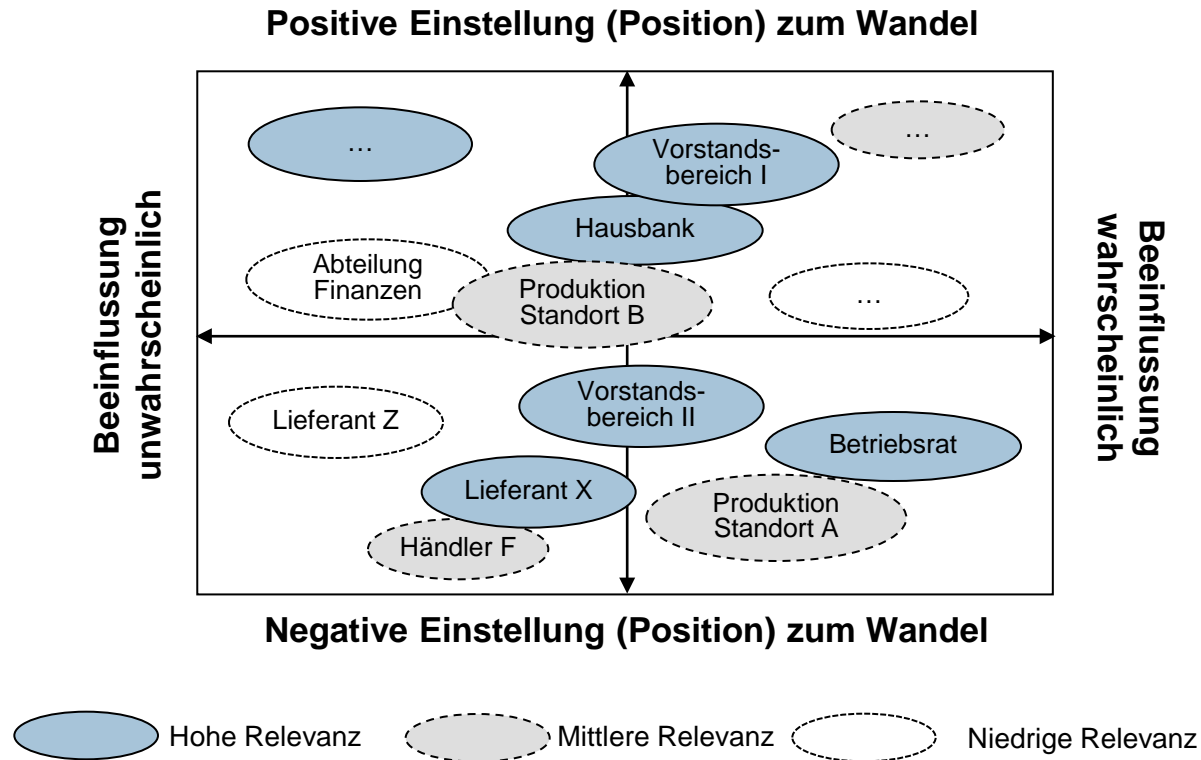 Positive Einstellung (Position) zum Wandel
…
Vorstands-
bereich I
…
Hausbank
Abteilung
Finanzen
Produktion
Standort B
…
Beeinflussung
unwahrscheinlich
Beeinflussung
wahrscheinlich
Lieferant Z
Vorstands-
bereich II
Betriebsrat
Lieferant X
Produktion
Standort A
Händler F
Negative Einstellung (Position) zum Wandel
Hohe Relevanz
Mittlere Relevanz
Niedrige Relevanz